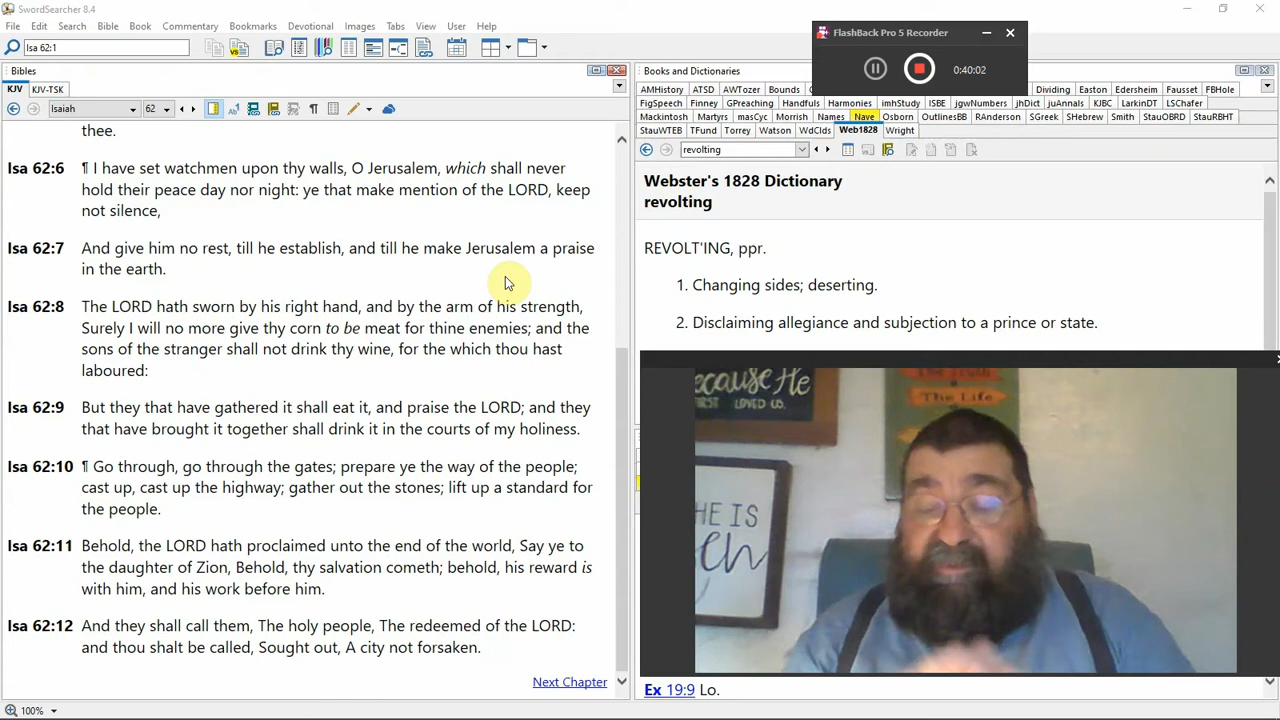 SwordSearcher 8.4
File Edit Search Bible Book Commentary Bookmarks Devotional Images Tabs View User Help
Isa 62:1
VS
FlashBack Pro 5 Recorder
0:40:02
Bibles
KJV KJV-TSK
Isaiah 62
thee.
Isa 62:6 ¶ I have set watchmen upon thy walls, O Jerusalem, which shall never
hold their peace day nor night: ye that make mention of the LORD, keep
not silence,
Isa 62:7 And give him no rest, till he establish, and till he make Jerusalem a praise
in the earth.
Isa 62:8 The LORD hath sworn by his right hand, and by the arm of his strength,
Surely I will no more give thy corn to be meat for thine enemies; and the
sons of the stranger shall not drink thy wine, for the which thou hast
laboured:
Isa 62:9 But they that have gathered it shall eat it, and praise the LORD; and they
that have brought it together shall drink it in the courts of my holiness.
Isa 62:10 ¶ Go through, go through the gates; prepare ye the way of the people;
cast up, cast up the highway; gather out the stones; lift up a standard for
the people.
Isa 62:11 Behold, the LORD hath proclaimed unto the end of the world, Say ye to
the daughter of Zion, Behold, thy salvation cometh; behold, his reward is
with him, and his work before him.
Isa 62:12 And they shall call them, The holy people, The redeemed of the LORD:
and thou shalt be called, Sought out, A city not forsaken.
Next Chapter
100%
Books and Dictionaries
AMHistory ATSD AWTozer Bounds Dividing Easton Edersheim Fausset FBHole
FigSpeech Finney GPreaching Handfuls Harmonies imhStudy ISBE jgwNumbers jhDict juAnnals KJBC LarkinDT LSChafer
Mackintosh Martyrs masCyc Morrish Names Nave Osborn OutlinesBB RAnderson SGreek SHebrew Smith StauOBRD StauRBHT
StauWTEB TFund Torrey Watson WdClds Web1828 Wright
revolting
Webster's 1828 Dictionary
revolting
REVOLT'ING, ppr.
1. Changing sides; deserting.
2. Disclaiming allegiance and subjection to a prince or state.
ecause He
FIRST LOVED US.
The Truth
The Life
HE IS
Ex 19:9 Lo.